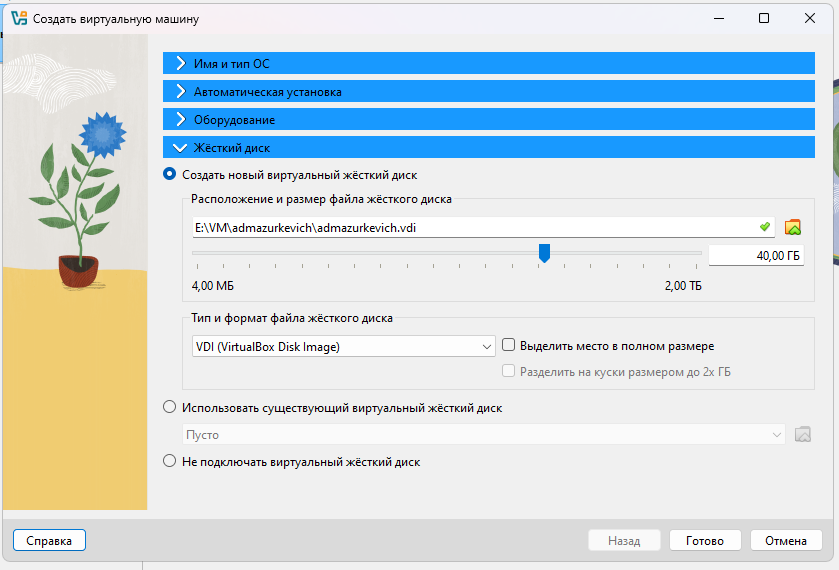 Создать виртуальную машину
Имя и тип ОС
Автоматическая установка
Оборудование
Жёсткий диск
Создать новый виртуальный жёсткий диск
Расположение и размер файла жёсткого диска
E:\VM\admazurkevich\admazurkevich.vdi
40,00 ГБ
4,00 МБ 2,00 ТБ
Тип и формат файла жёсткого диска
VDI (VirtualBox Disk Image) Выделить место в полном размере
Разделить на куски размером до 2х ГБ
Использовать существующий виртуальный жёсткий диск
Пусто
Не подключать виртуальный жёсткий диск
Справка Назад Готово Отмена